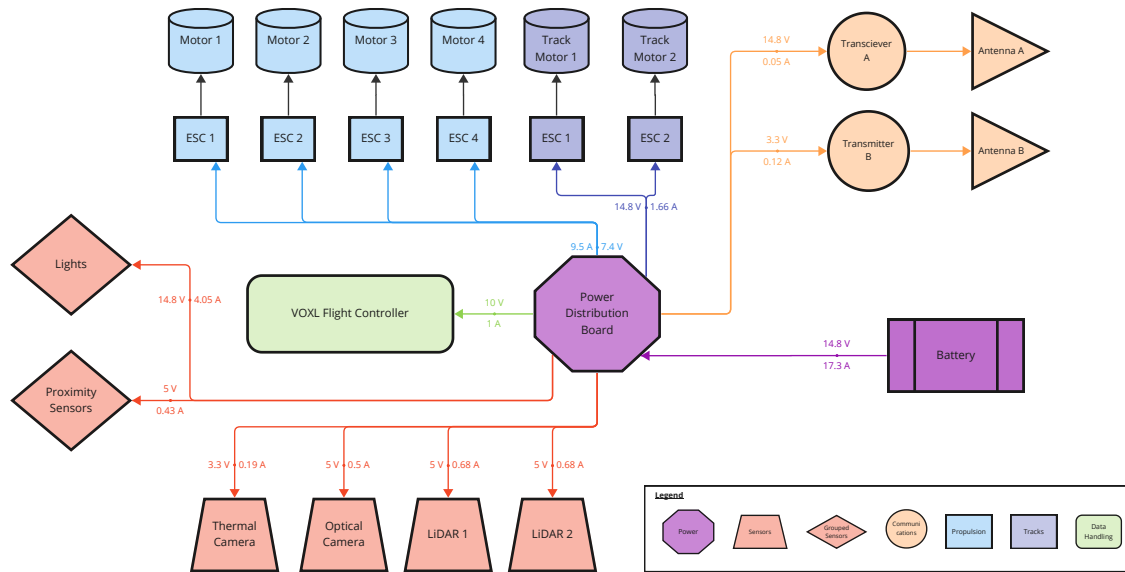 Motor 1
Motor 2
Motor 3
Motor 4
Track
Motor 1
Track
Motor 2
14.8 V
0.05 A
Transciever
A
Antenna A
ESC 1
ESC 2
ESC 3
ESC 4
ESC 1
ESC 2
3.3 V
0.12 A
Transmitter
B
Antenna B
14.8 V 1.66 A
9.5 A 7.4 V
Lights
14.8 V 4.05 A
VOXL Flight Controller
10 V
1 A
Power
Distribution
Board
14.8 V
17.3 A
Battery
Proximity
Sensors
5 V
0.43 A
3.3 V 0.19 A
5 V 0.5 A
5 V 0.68 A
5 V 0.68 A
Thermal
Camera
Optical
Camera
LiDAR 1
LiDAR 2
Legend
Power
Sensors
Grouped
Sensors
Communi
cations
Propulsion
Tracks
Data
Handling